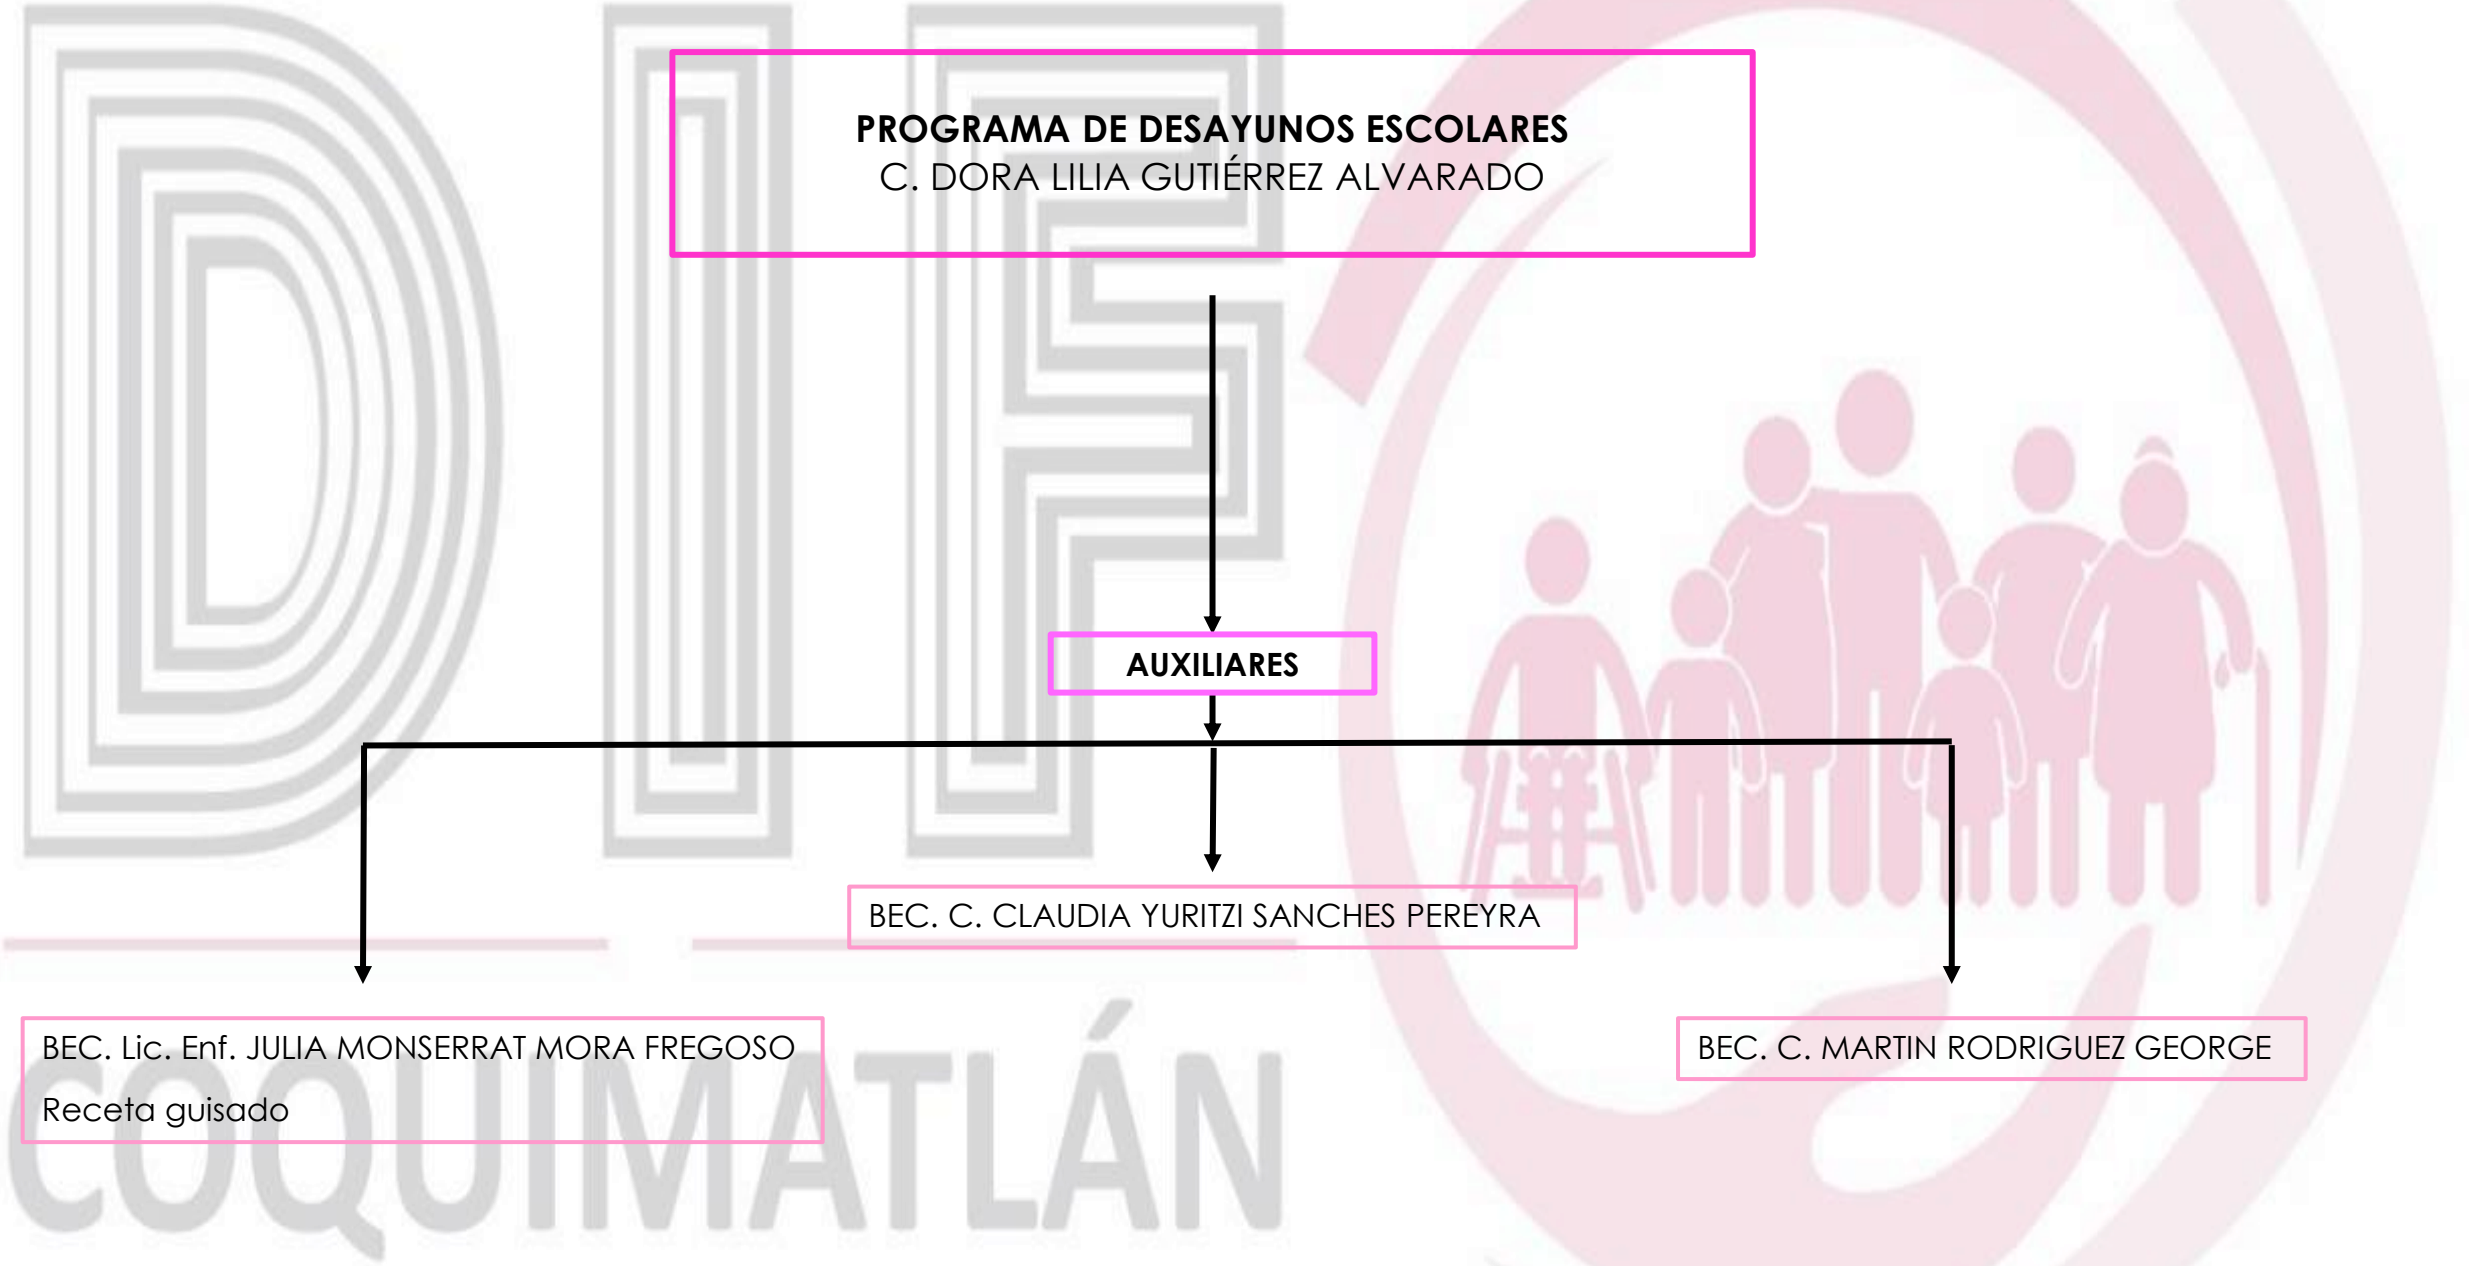 PROGRAMA DE DESAYUNOS ESCOLARES
C. DORA LILIA GUTIÉRREZ ALVARADO
AUXILIARES
BEC. C. CLAUDIA YURITZI SANCHES PEREYRA
BEC. Lic. Enf. JULIA MONSERRAT MORA FREGOSO
Receta guisado
BEC. C. MARTIN RODRIGUEZ GEORGE
DIF
COQUIMATLÁN